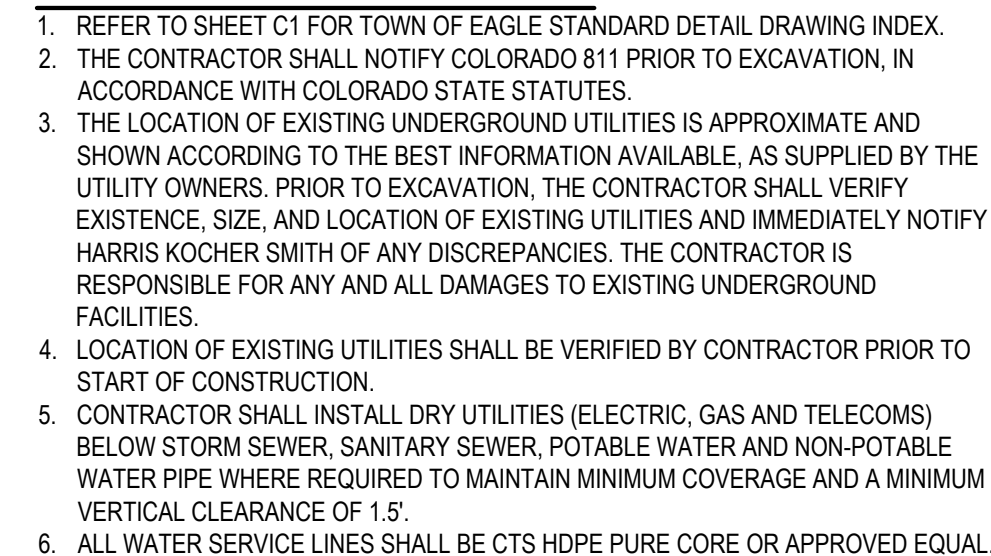 1. REFER TO SHEET C1 FOR TOWN OF EAGLE STANDARD DETAIL DRAWING INDEX.
2. THE CONTRACTOR SHALL NOTIFY COLORADO 811 PRIOR TO EXCAVATION, IN
ACCORDANCE WITH COLORADO STATE STATUTES.
3. THE LOCATION OF EXISTING UNDERGROUND UTILITIES IS APPROXIMATE AND
SHOWN ACCORDING TO THE BEST INFORMATION AVAILABLE, AS SUPPLIED BY THE
UTILITY OWNERS. PRIOR TO EXCAVATION, THE CONTRACTOR SHALL VERIFY
EXISTENCE, SIZE, AND LOCATION OF EXISTING UTILITIES AND IMMEDIATELY NOTIFY
HARRIS KOCHER SMITH OF ANY DISCREPANCIES. THE CONTRACTOR IS
RESPONSIBLE FOR ANY AND ALL DAMAGES TO EXISTING UNDERGROUND
FACILITIES.
4. LOCATION OF EXISTING UTILITIES SHALL BE VERIFIED BY CONTRACTOR PRIOR TO
START OF CONSTRUCTION.
5. CONTRACTOR SHALL INSTALL DRY UTILITIES (ELECTRIC, GAS AND TELECOMS)
BELOW STORM SEWER, SANITARY SEWER, POTABLE WATER AND NON-POTABLE
WATER PIPE WHERE REQUIRED TO MAINTAIN MINIMUM COVERAGE AND A MINIMUM
VERTICAL CLEARANCE OF 1.5'.
6. ALL WATER SERVICE LINES SHALL BE CTS HDPE PURE CORE OR APPROVED EQUAL.